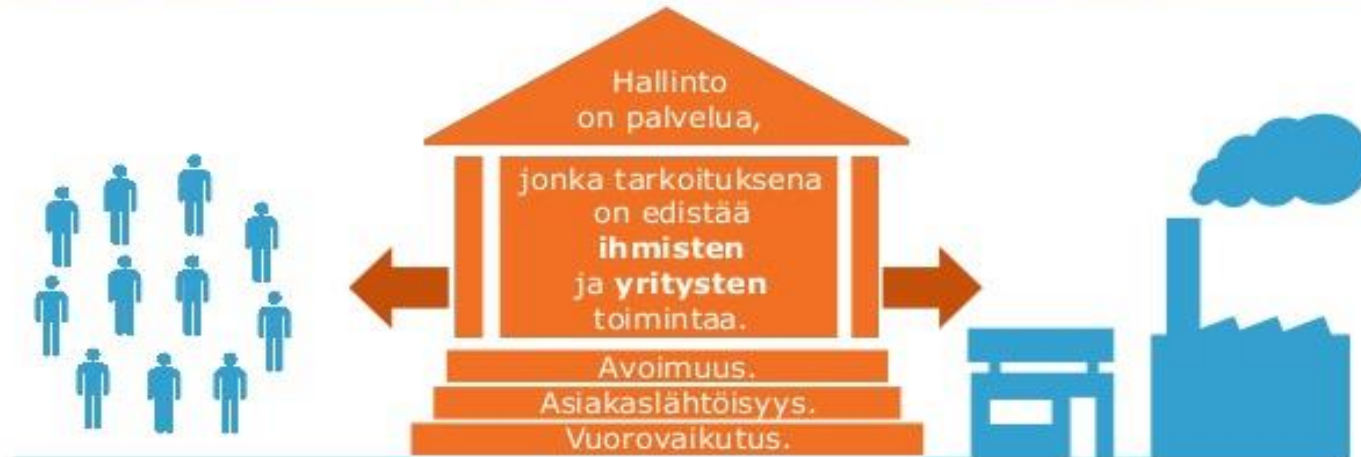 Hallinto
on palvelua,
jonka tarkoituksena
on edistää
ihmisten
ja yritysten
toimintaa.
Avoimuus.
Asiakaslähtöisyys.
Vuorovaikutus.